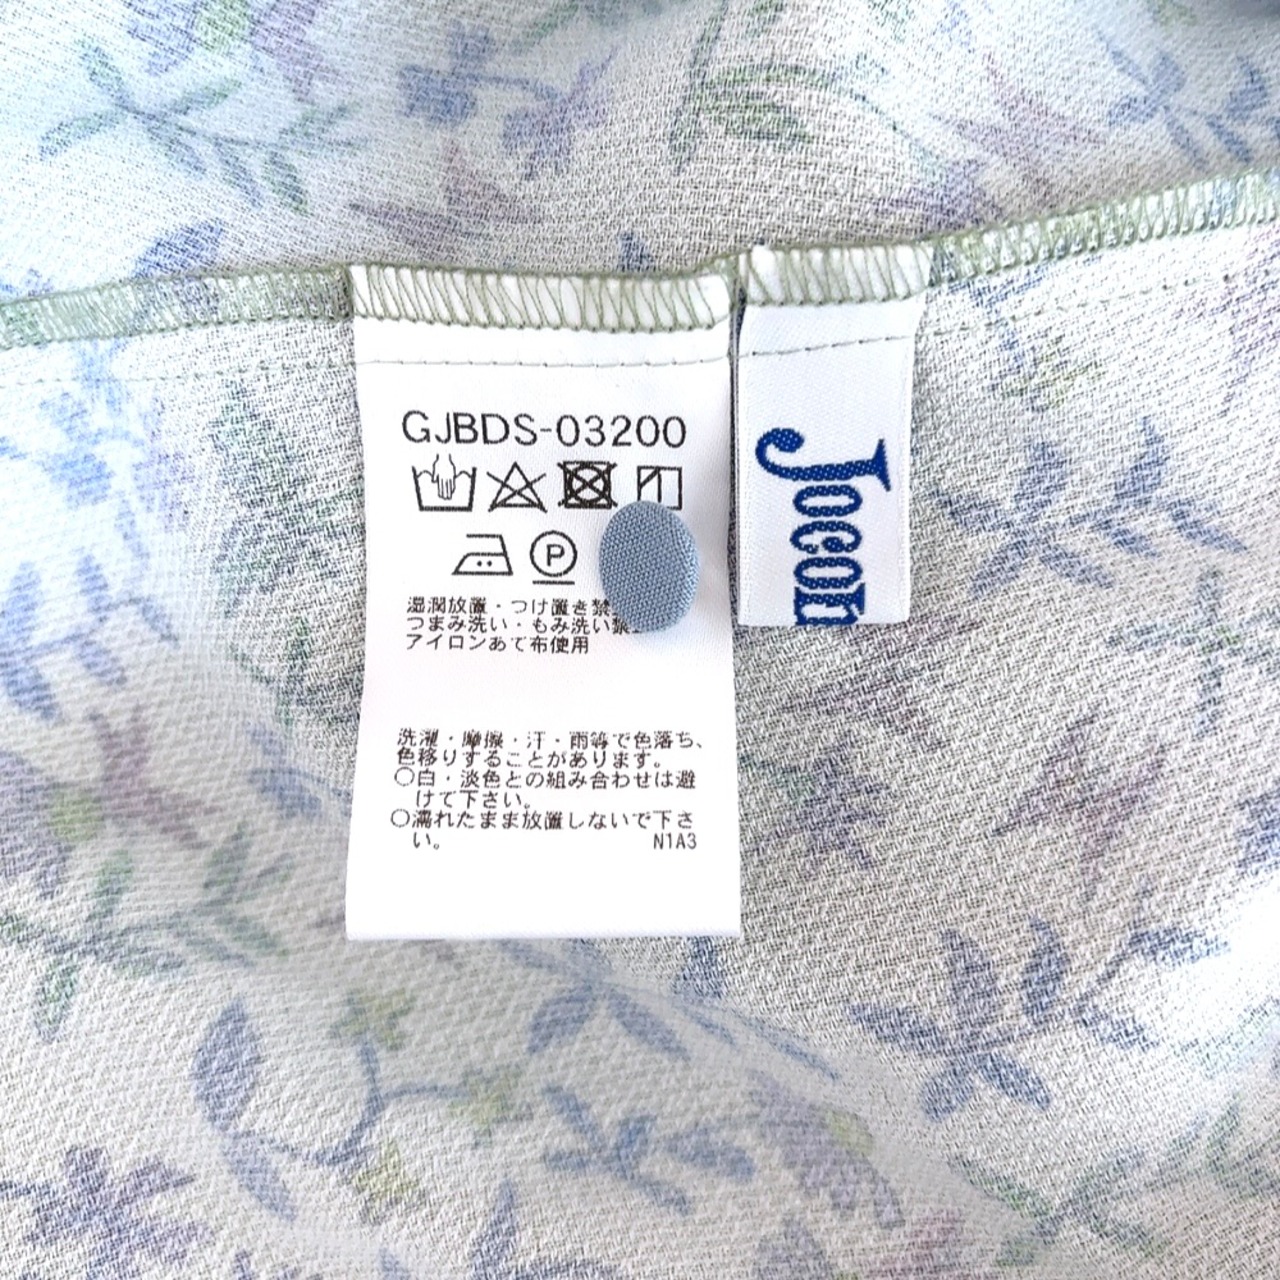 GJBDS-03200
P
湿潤放置・つけ置き禁
つまみ洗い・もみ洗い禁
アイロンあて布使用
洗濯・摩擦・汗・雨等で色落ち、
色移りすることがあります。
○白・淡色との組み合わせは避
けて下さい。
○濡れたまま放置しないで下さ
い。 N1A3
Jocon